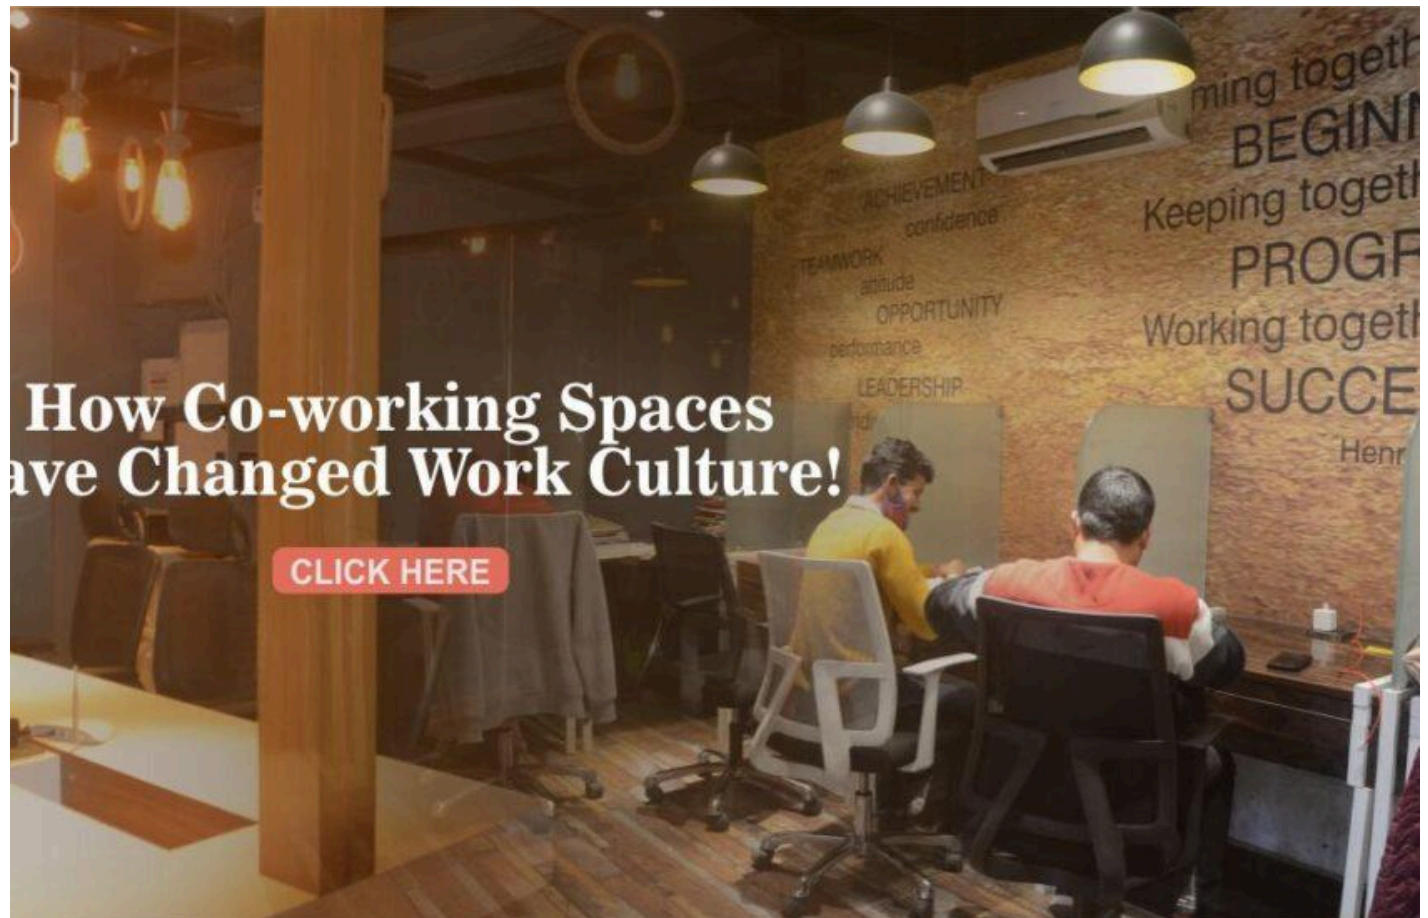 How Co-working Spaces
ave Changed Work Culture!
CLICK HERE
ACHIEVEMENT
confidence
TEAMWORK
attitude
OPPORTUNITY
performance
LEADERSHIP
ming togeth
BEGINN
Keeping togeth
PROGR
Working togeth
SUCCE
Henr